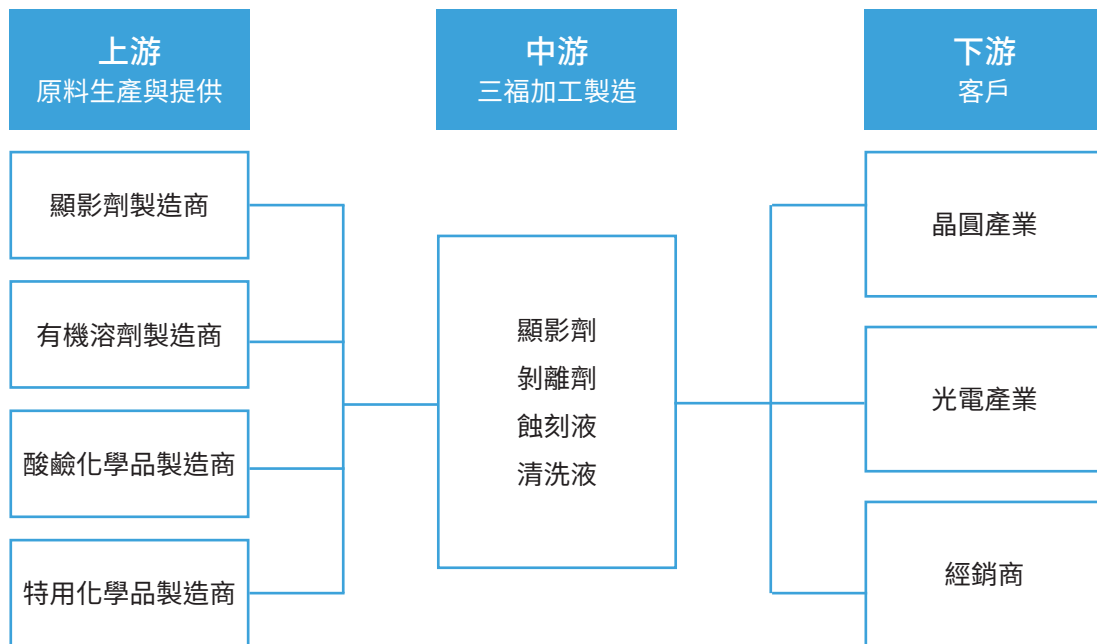 上游
原料生產與提供
中游
三福加工製造
下游
客戶
顯影劑製造商
有機溶劑製造商
酸鹼化學品製造商
特用化學品製造商
顯影劑
剝離劑
蝕刻液
清洗液
晶圓產業
光電產業
經銷商